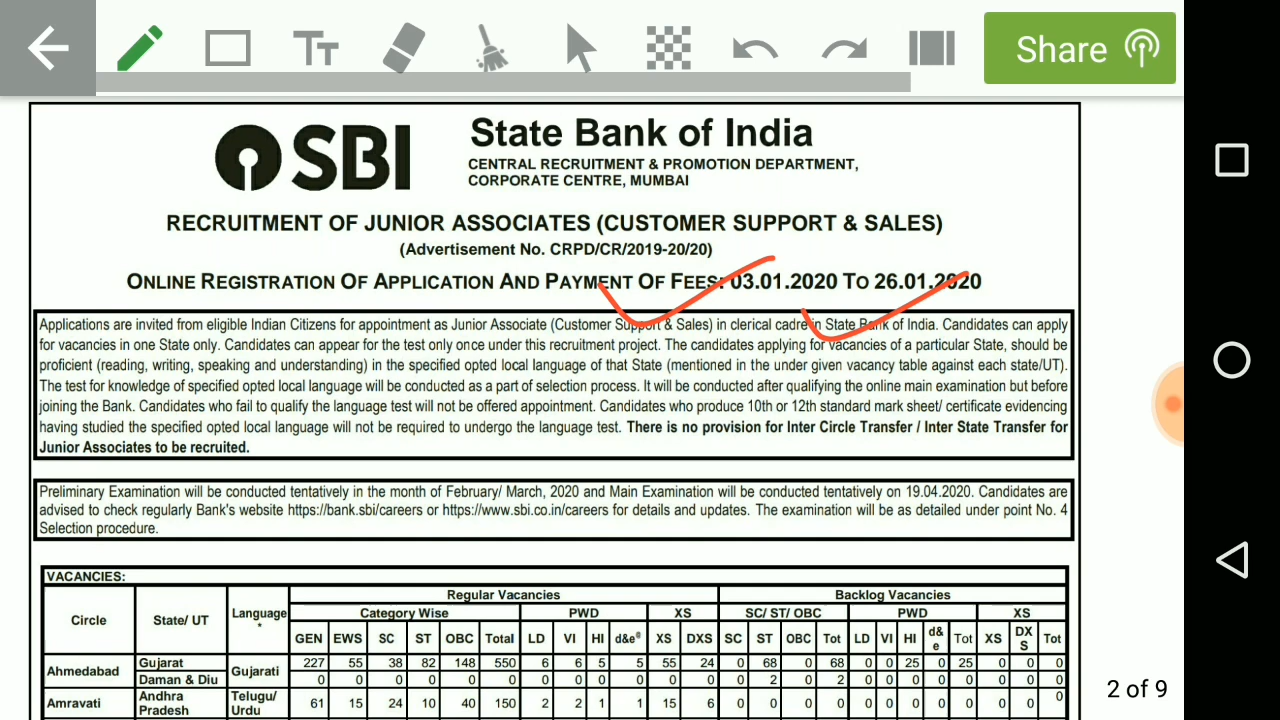 TT
Share
SBI
State Bank of India
CENTRAL RECRUITMENT & PROMOTION DEPARTMENT,
CORPORATE CENTRE, MUMBAI
RECRUITMENT OF JUNIOR ASSOCIATES (CUSTOMER SUPPORT & SALES)
(Advertisement No. CRPD/CR/2019-20/20)
ONLINE REGISTRATION OF APPLICATION AND PAYMENT OF FEES: 03.01.2020 TO 26.01.2020
Applications are invited from eligible Indian Citizens for appointment as Junior Associate (Customer Support & Sales) in clerical cadre in State Bank of India. Candidates can apply
for vacancies in one State only. Candidates can appear for the test only once under this recruitment project. The candidates applying for vacancies of a particular State, should be
proficient (reading, writing, speaking and understanding) in the specified opted local language of that State (mentioned in the under given vacancy table against each state/UT).
The test for knowledge of specified opted local language will be conducted as a part of selection process. It will be conducted after qualifying the online main examination but before
joining the Bank. Candidates who fail to qualify the language test will not be offered appointment. Candidates who produce 10th or 12th standard mark sheet/ certificate evidencing
having studied the specified opted local language will not be required to undergo the language test. There is no provision for Inter Circle Transfer / Inter State Transfer for
Junior Associates to be recruited.
Preliminary Examination will be conducted tentatively in the month of February/ March, 2020 and Main Examination will be conducted tentatively on 19.04.2020. Candidates are
advised to check regularly Bank's website https://bank.sbi/careers or https://www.sbi.co.in/careers for details and updates. The examination will be as detailed under point No. 4
Selection procedure.
VACANCIES:
Circle State/ UT Language * Regular Vacancies Backlog Vacancies
Category Wise PWD XS SC/ ST/ OBC PWD XS
GEN EWS SC ST OBC Total LD VI HI d&e@ XS DXS SC ST OBC Tot LD VI HI d& e Tot XS DX S Tot
Ahmedabad Gujarat Gujarati 227 55 38 82 148 550 6 6 5 5 55 24 0 68 0 68 0 0 25 0 25 0 0 0
Daman & Diu 0 0 0 0 0 0 0 0 0 0 0 0 0 2 0 2 0 0 0 0 0 0 0 0
Amravati Andhra Pradesh Telugu/ Urdu 61 15 24 10 40 150 2 2 1 1 15 6 0 0 0 0 0 0 0 0 0 0 0 0
2 of 9